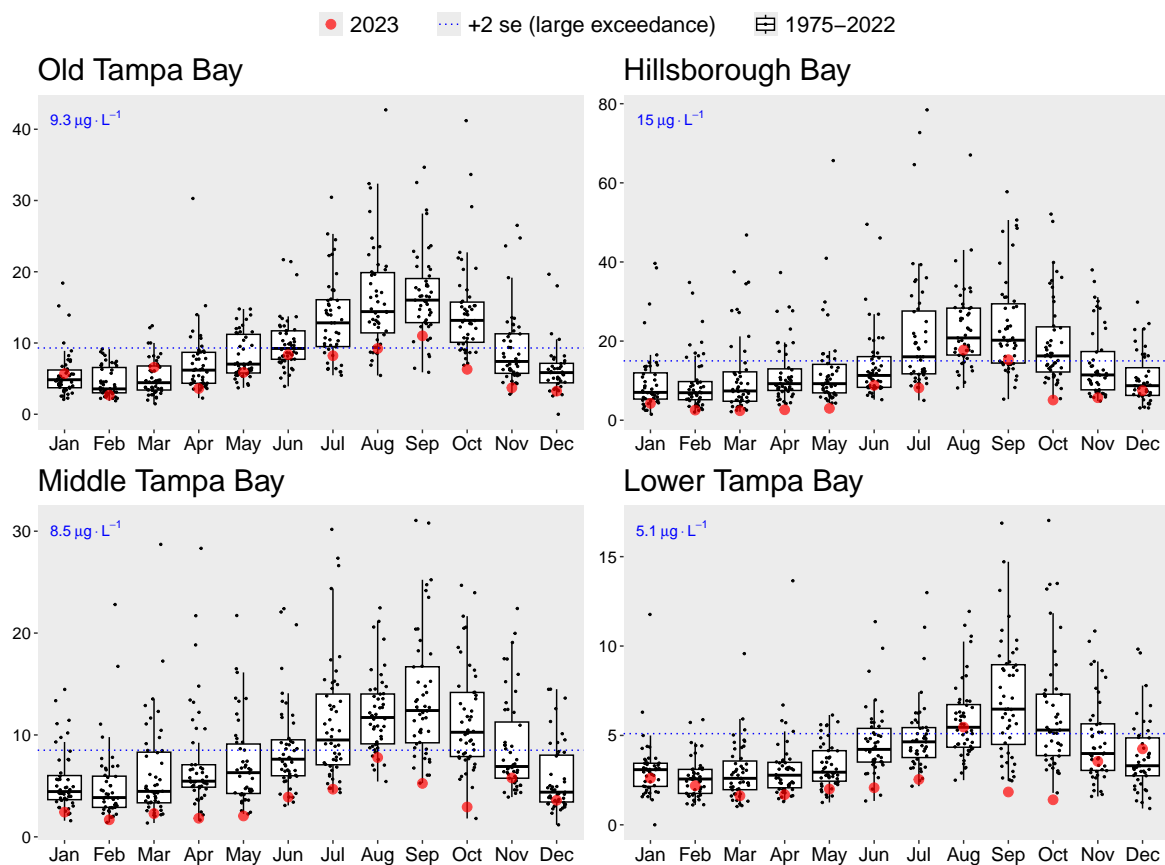 2023 +2 se (large exceedance) 1975−2022
Old Tampa Bay
9.3 μg · L−1
40
30
20
10
0
Jan Feb Mar Apr May Jun Jul Aug Sep Oct Nov Dec
Hillsborough Bay
15 μg · L−1
80
60
40
20
0
Jan Feb Mar Apr May Jun Jul Aug Sep Oct Nov Dec
Middle Tampa Bay
8.5 μg · L−1
30
20
10
0
Jan Feb Mar Apr May Jun Jul Aug Sep Oct Nov Dec
Lower Tampa Bay
5.1 μg · L−1
15
10
5
0
Jan Feb Mar Apr May Jun Jul Aug Sep Oct Nov Dec